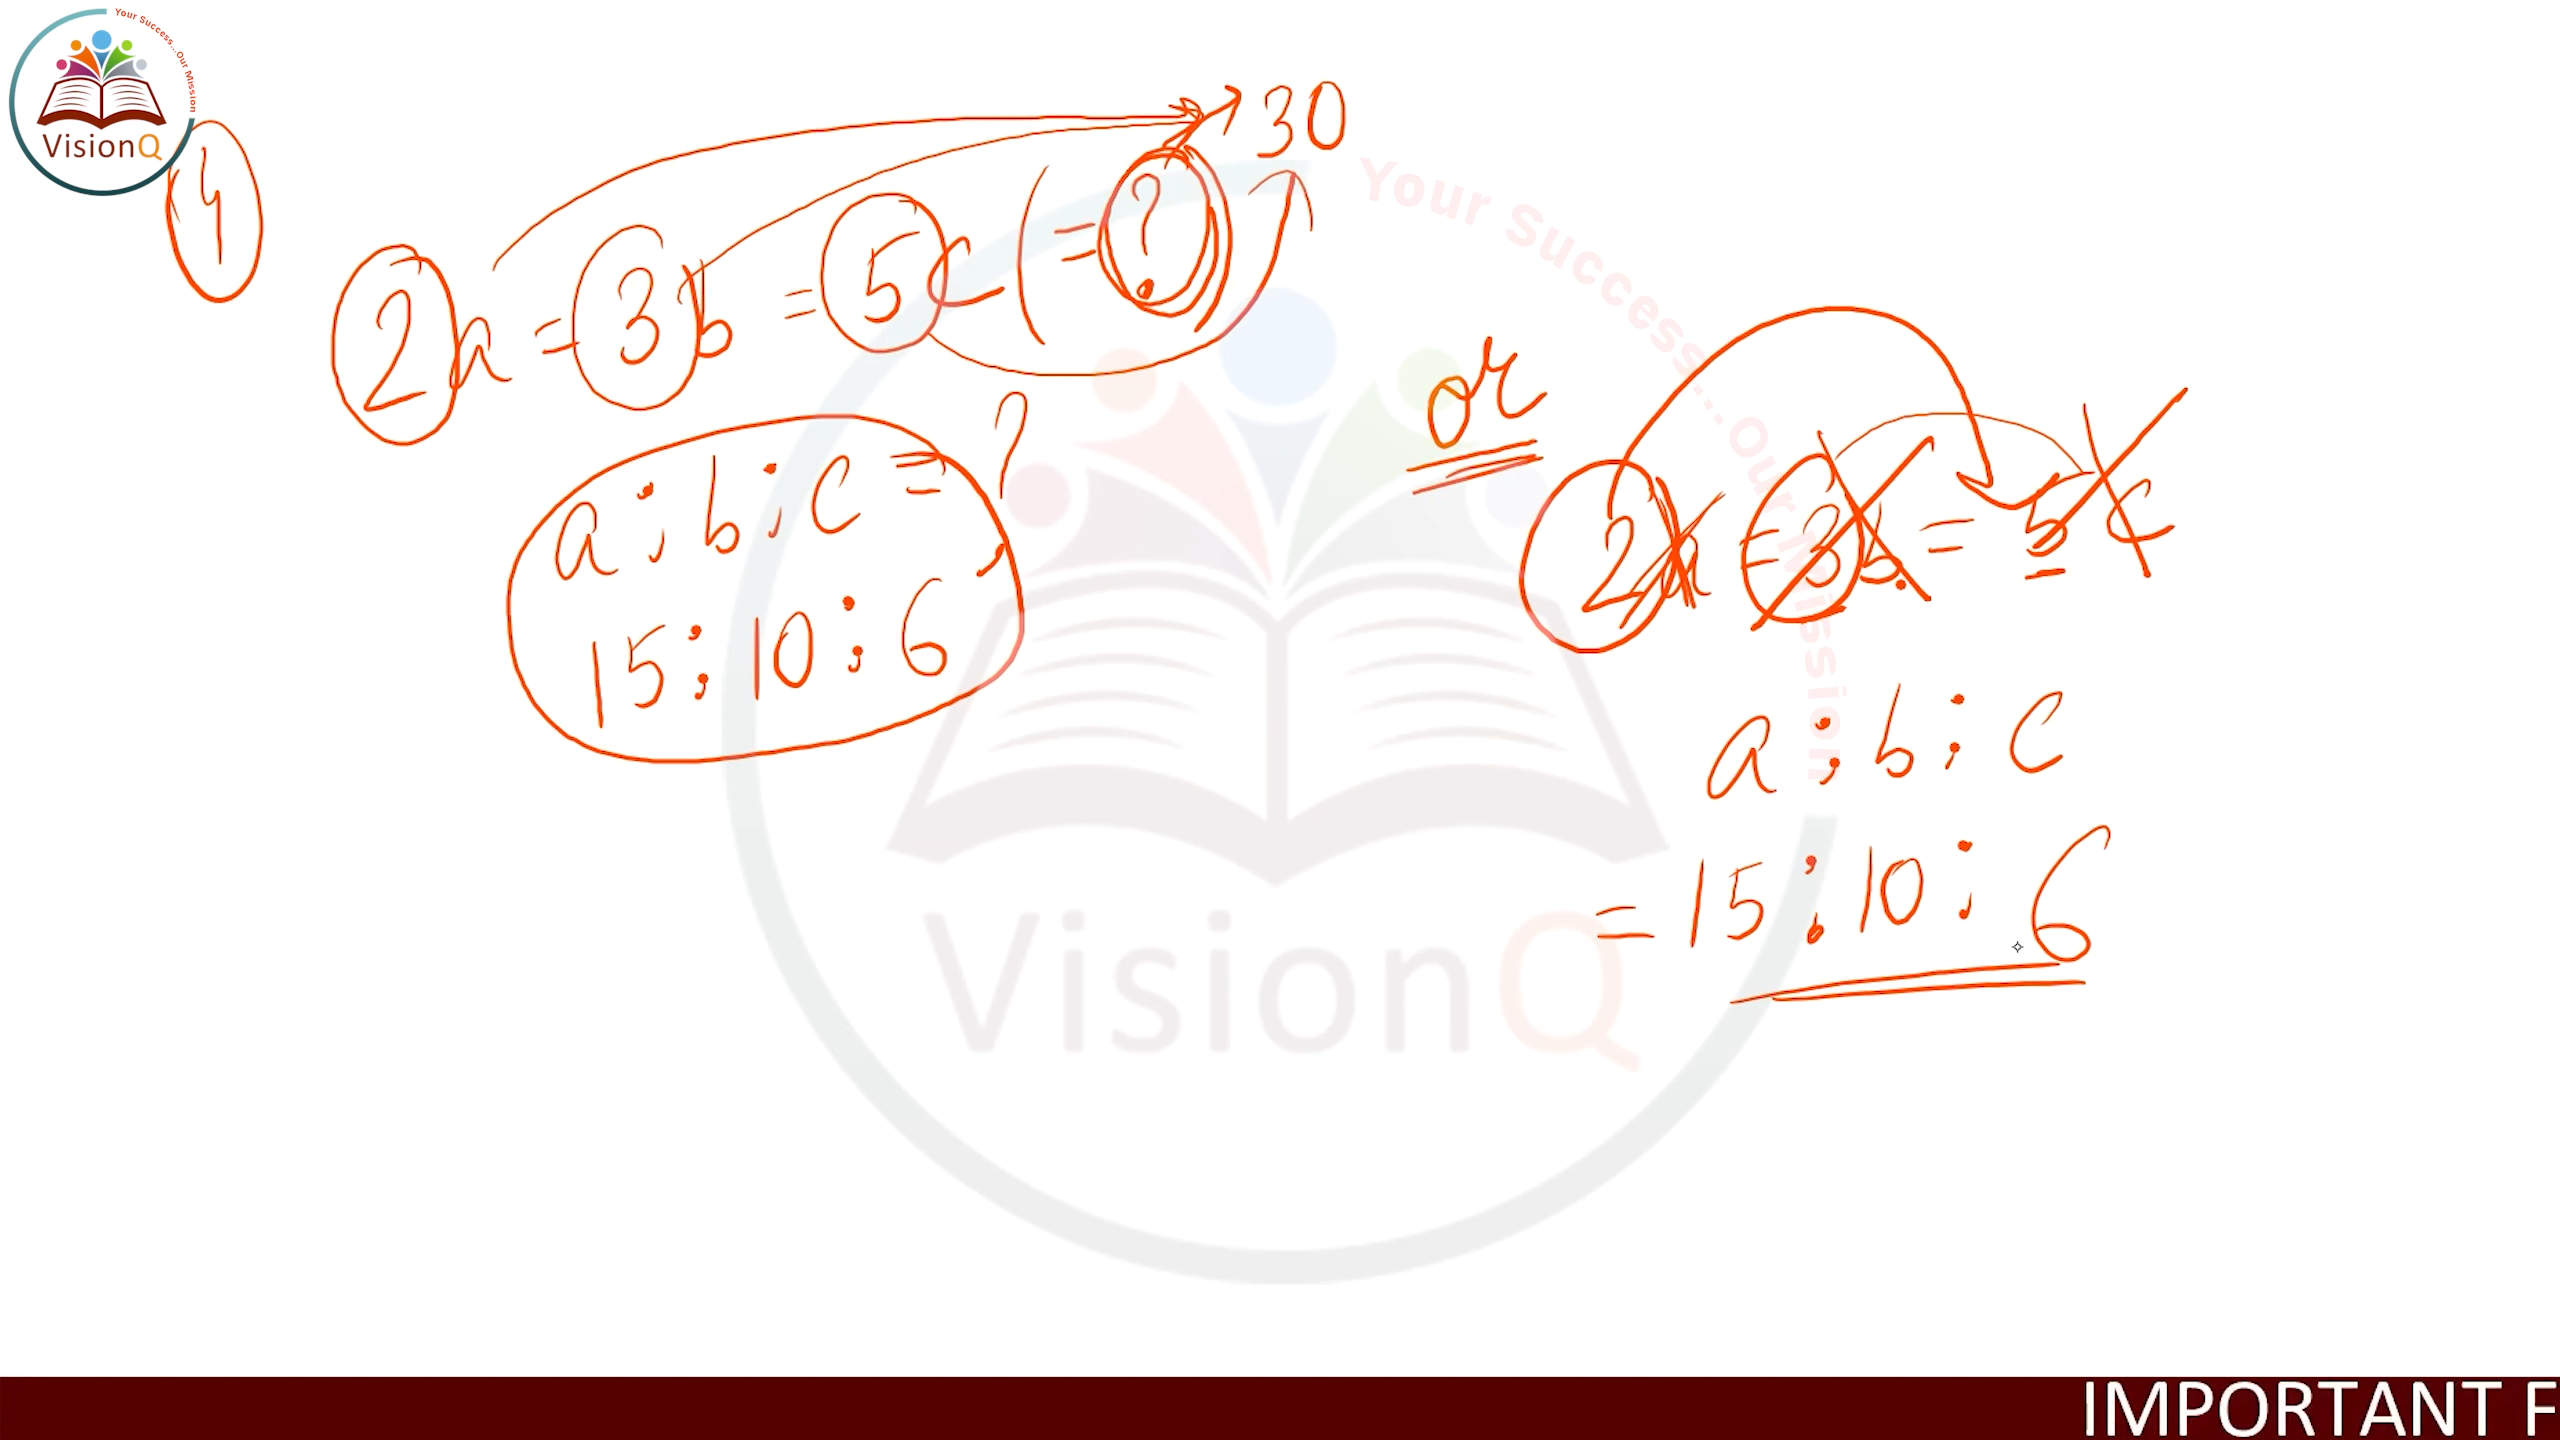 Your Success...Our Mission
VisionQ
4
2a = 3b = 5c (= ?) 30
a : b : c = ?
15 : 10 : 6
or
2a = 3b = 5c
a : b : c
= 15 : 10 : 6
Your Success...Our Mission
VisionQ
IMPORTANT F